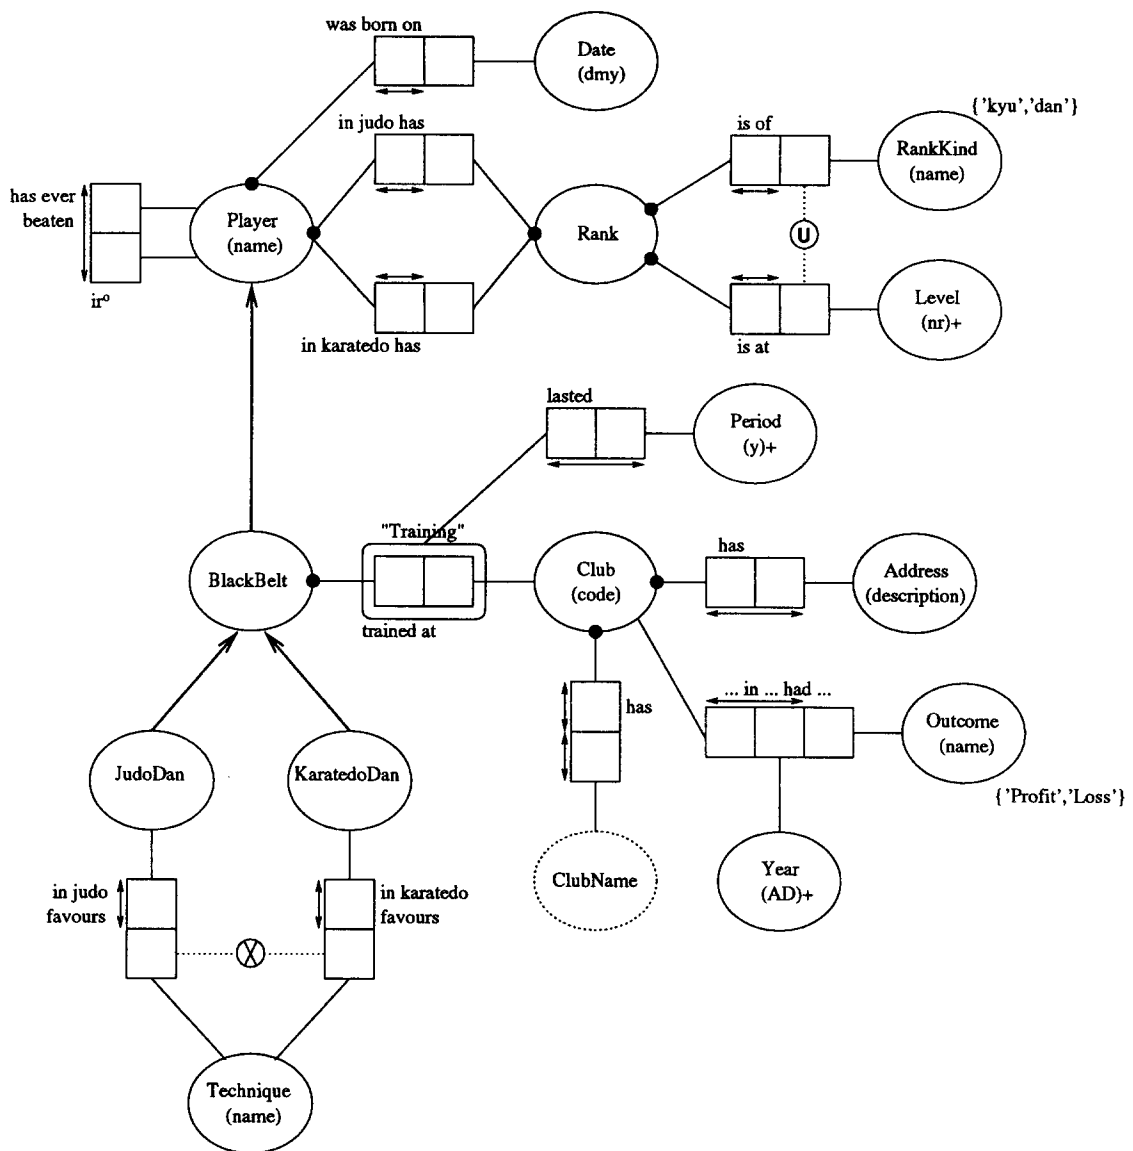 was born on
Date
(dmy)
{'kyu','dan'}
in judo has
is of
RankKind
(name)
has ever
beaten
Player
(name)
Rank
U
irº
Level
(nr)+
in karatedo has
is at
lasted
Period
(y)+
"Training"
BlackBelt
Club
(code)
has
Address
(description)
trained at
has
... in ... had ...
Outcome
(name)
JudoDan
KaratedoDan
{'Profit','Loss'}
in judo
favours
in karatedo
favours
ClubName
Year
(AD)+
X
Technique
(name)